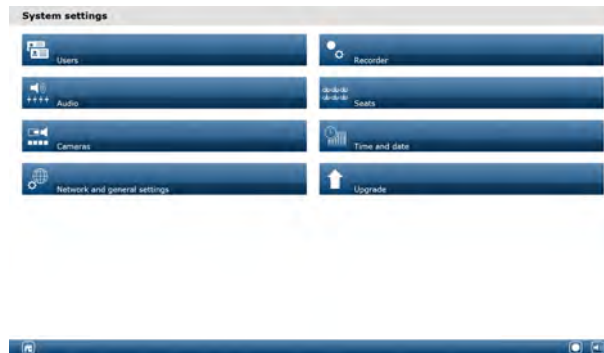 System settings
Users
Recorder
Audio
Seats
Cameras
Time and date
Network and general settings
Upgrade